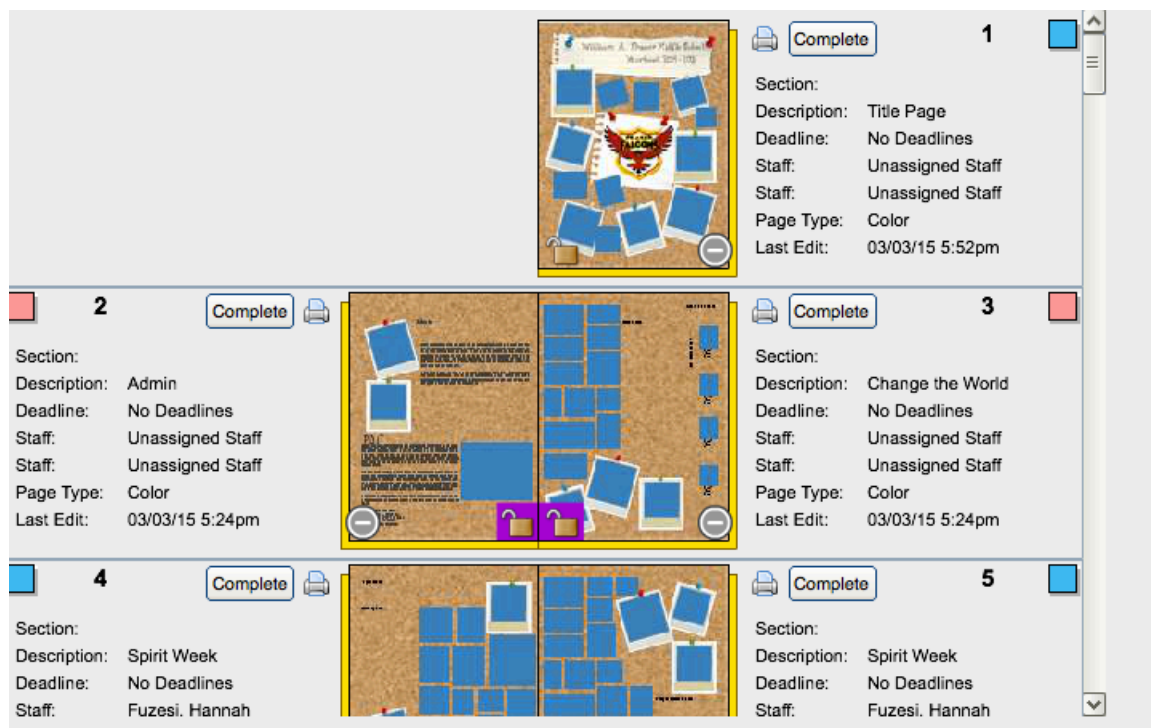 Complete
1
Section:
Description: Title Page
Deadline: No Deadlines
Staff: Unassigned Staff
Staff: Unassigned Staff
Page Type: Color
Last Edit: 03/03/15 5:52pm
FALCONS
2
Complete
Section:
Description: Admin
Deadline: No Deadlines
Staff: Unassigned Staff
Staff: Unassigned Staff
Page Type: Color
Last Edit: 03/03/15 5:24pm
Complete
3
Section:
Description: Change the World
Deadline: No Deadlines
Staff: Unassigned Staff
Staff: Unassigned Staff
Page Type: Color
Last Edit: 03/03/15 5:24pm
4
Complete
Section:
Description: Spirit Week
Deadline: No Deadlines
Staff: Fuzesi, Hannah
Complete
5
Section:
Description: Spirit Week
Deadline: No Deadlines
Staff: Fuzesi, Hannah